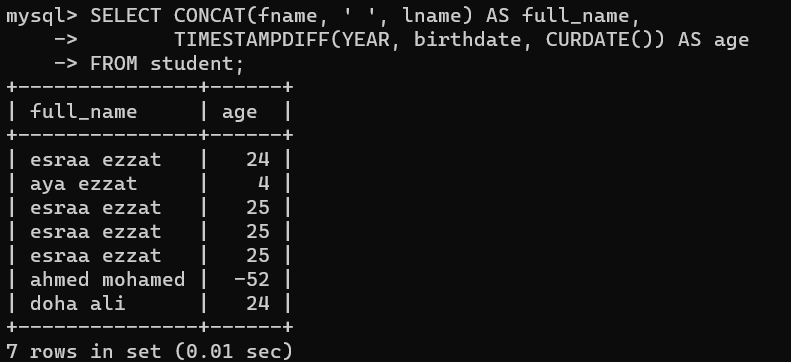 mysql> SELECT CONCAT(fname, ' ', lname) AS full_name,
    ->        TIMESTAMPDIFF(YEAR, birthdate, CURDATE()) AS age
    -> FROM student;
+---------------+------+
| full_name     | age  |
+---------------+------+
| esraa ezzat   |   24 |
| aya ezzat     |    4 |
| esraa ezzat   |   25 |
| esraa ezzat   |   25 |
| esraa ezzat   |   25 |
| ahmed mohamed |  -52 |
| doha ali      |   24 |
+---------------+------+
7 rows in set (0.01 sec)